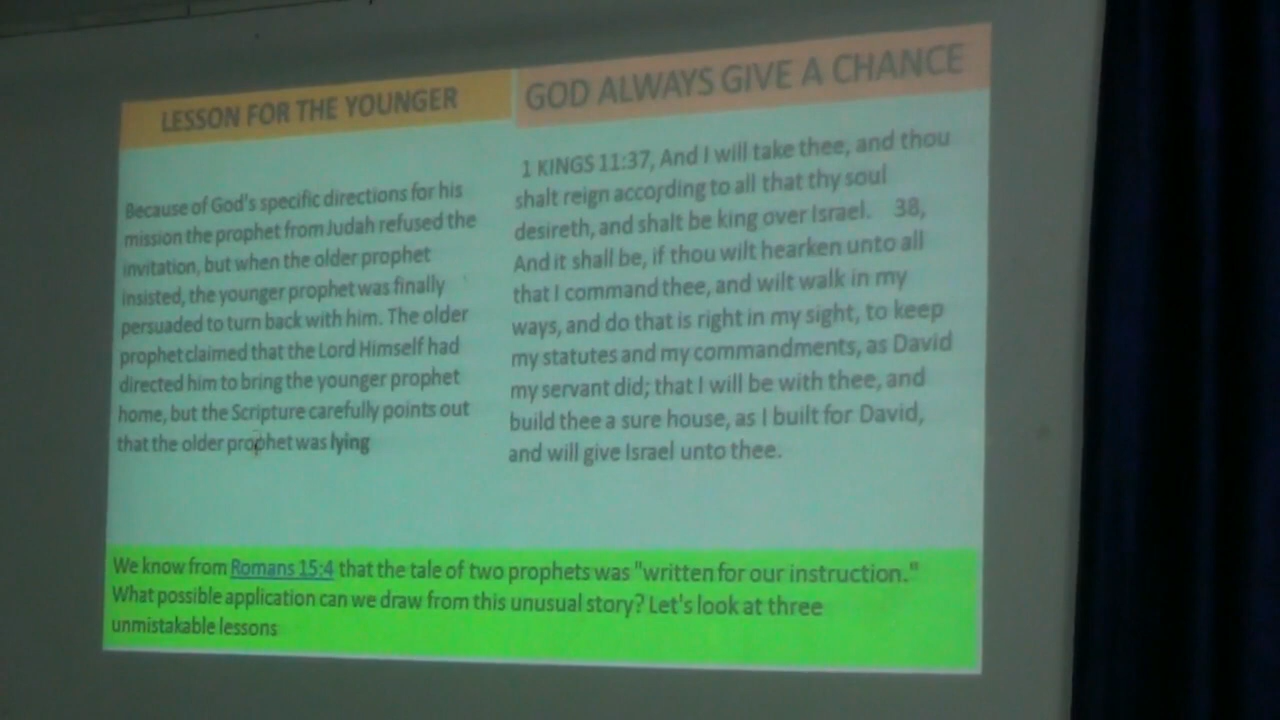 LESSON FOR THE YOUNGER
Because of God's specific directions for his
mission the prophet from Judah refused the
invitation, but when the older prophet
insisted, the younger prophet was finally
persuaded to turn back with him. The older
prophet claimed that the Lord Himself had
directed him to bring the younger prophet
home, but the Scripture carefully points out
that the older prophet was lying
GOD ALWAYS GIVE A CHANCE
1 KINGS 11:37, And I will take thee, and thou
shalt reign according to all that thy soul
desireth, and shalt be king over Israel. 38,
And it shall be, if thou wilt hearken unto all
that I command thee, and wilt walk in my
ways, and do that is right in my sight, to keep
my statutes and my commandments, as David
my servant did; that I will be with thee, and
build thee a sure house, as I built for David,
and will give Israel unto thee.
We know from Romans 15:4 that the tale of two prophets was "written for our instruction."
What possible application can we draw from this unusual story? Let's look at three
unmistakable lessons